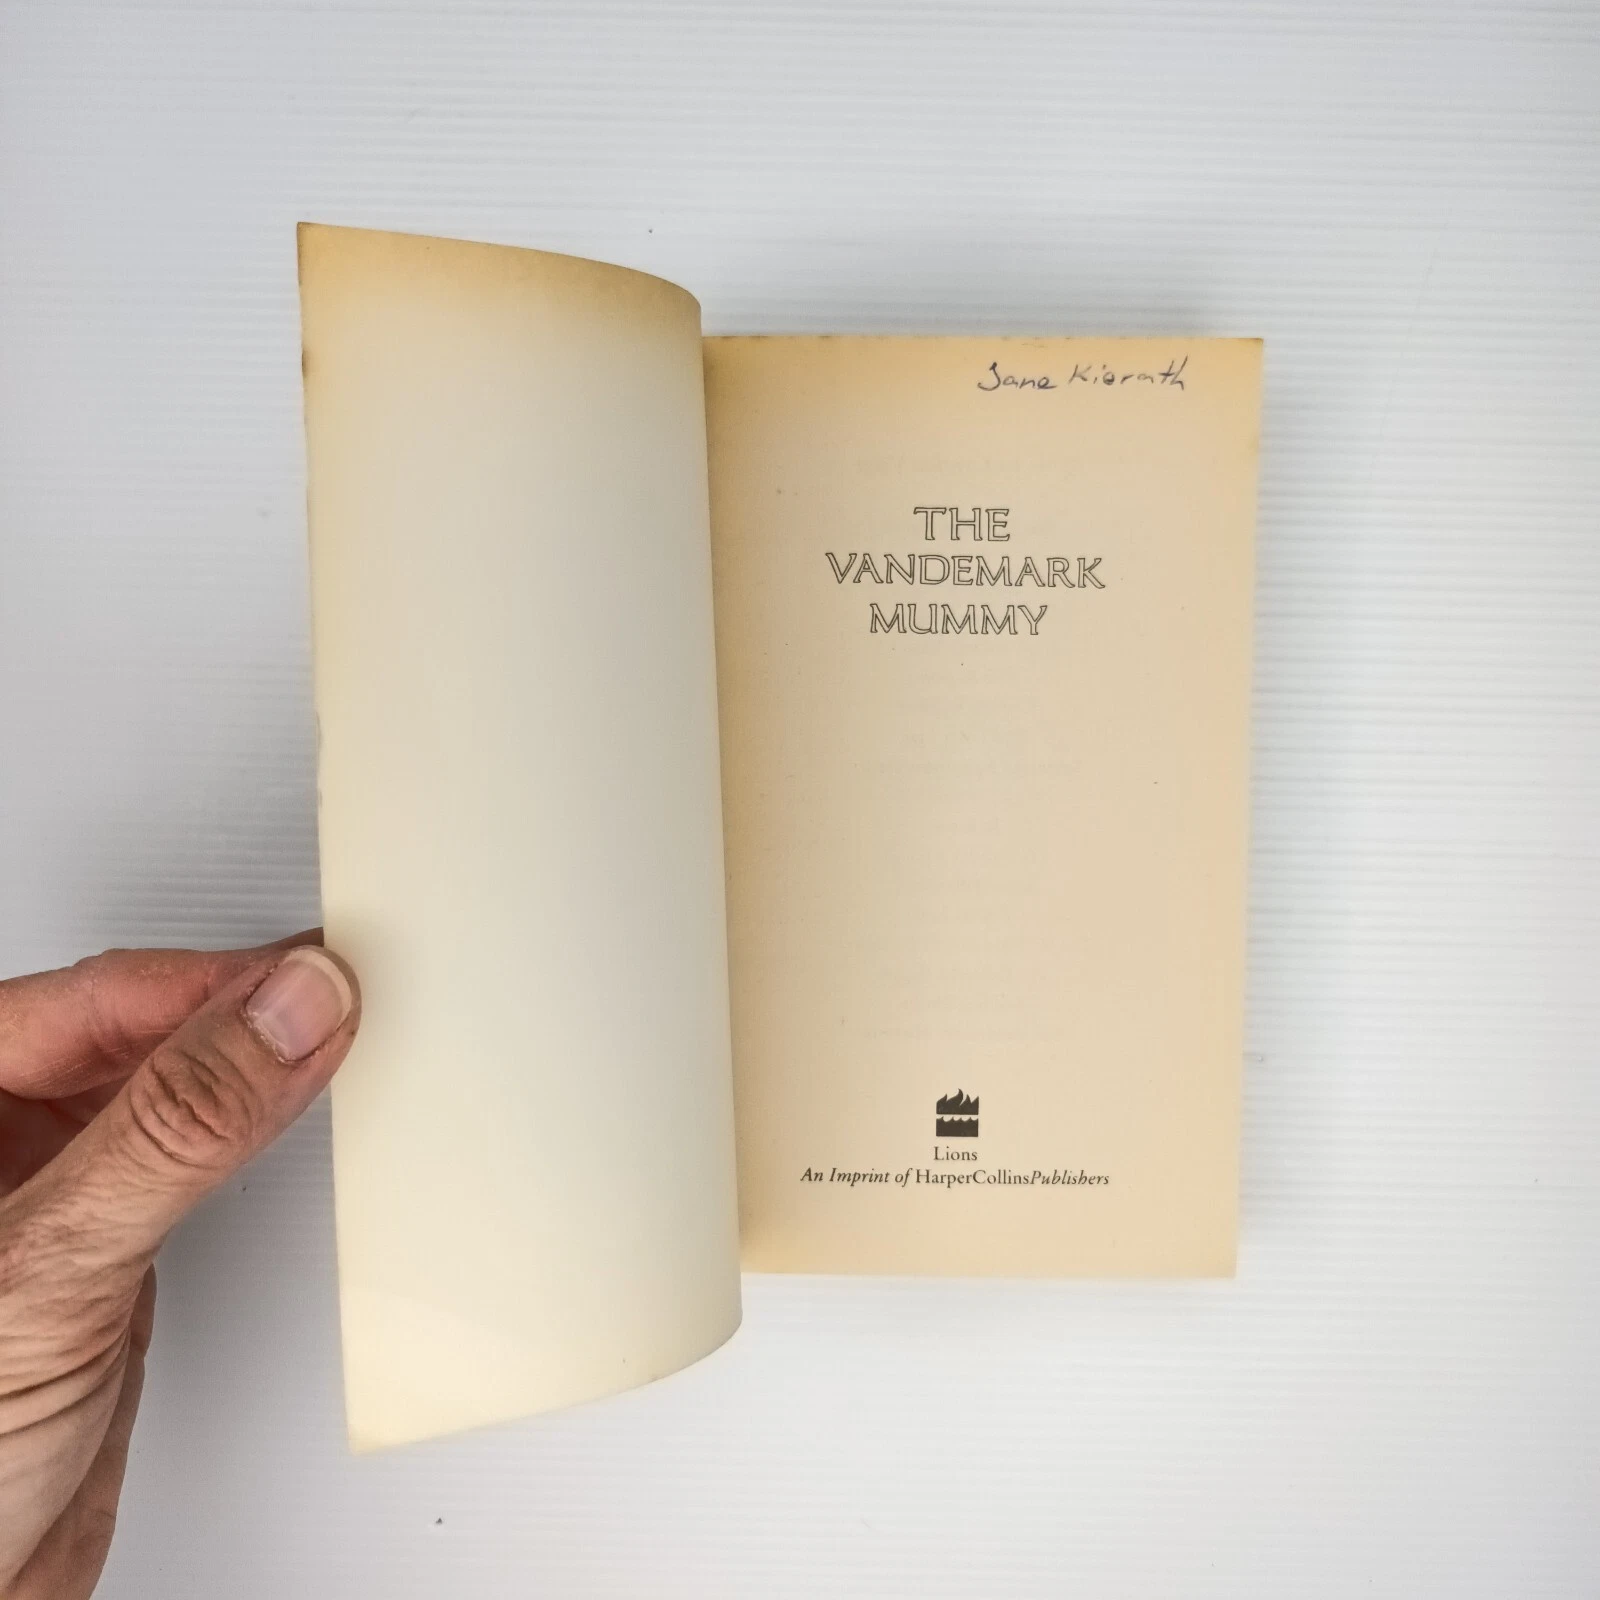 Jane Kierath
THE
VANDEMARK
MUMMY
Lions
An Imprint of HarperCollinsPublishers